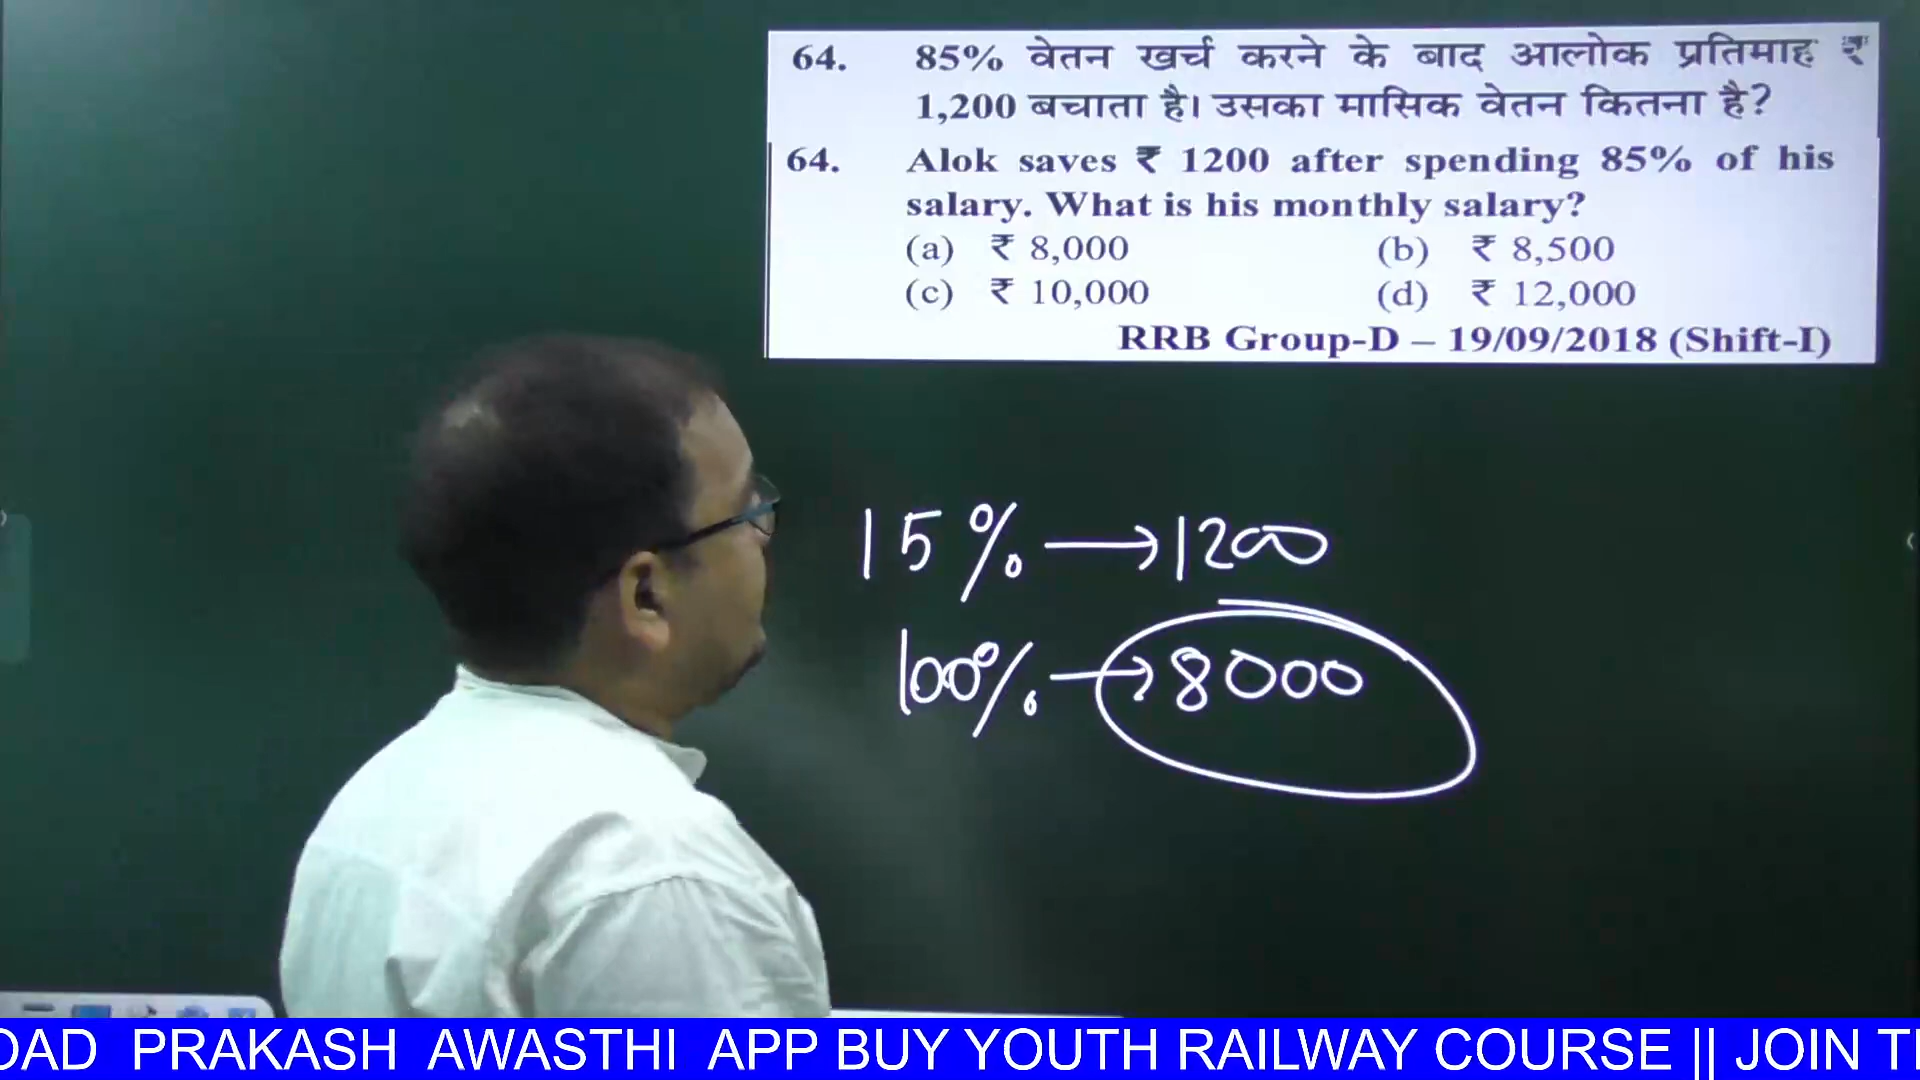 64. 85% वेतन खर्च करने के बाद आलोक प्रतिमाह ₹
1,200 बचाता है। उसका मासिक वेतन कितना है?
64. Alok saves ₹ 1200 after spending 85% of his
salary. What is his monthly salary?
(a) ₹ 8,000 (b) ₹ 8,500
(c) ₹ 10,000 (d) ₹ 12,000
RRB Group-D – 19/09/2018 (Shift-I)
15% → 1200
100% → 8000
OAD PRAKASH AWASTHI APP BUY YOUTH RAILWAY COURSE || JOIN